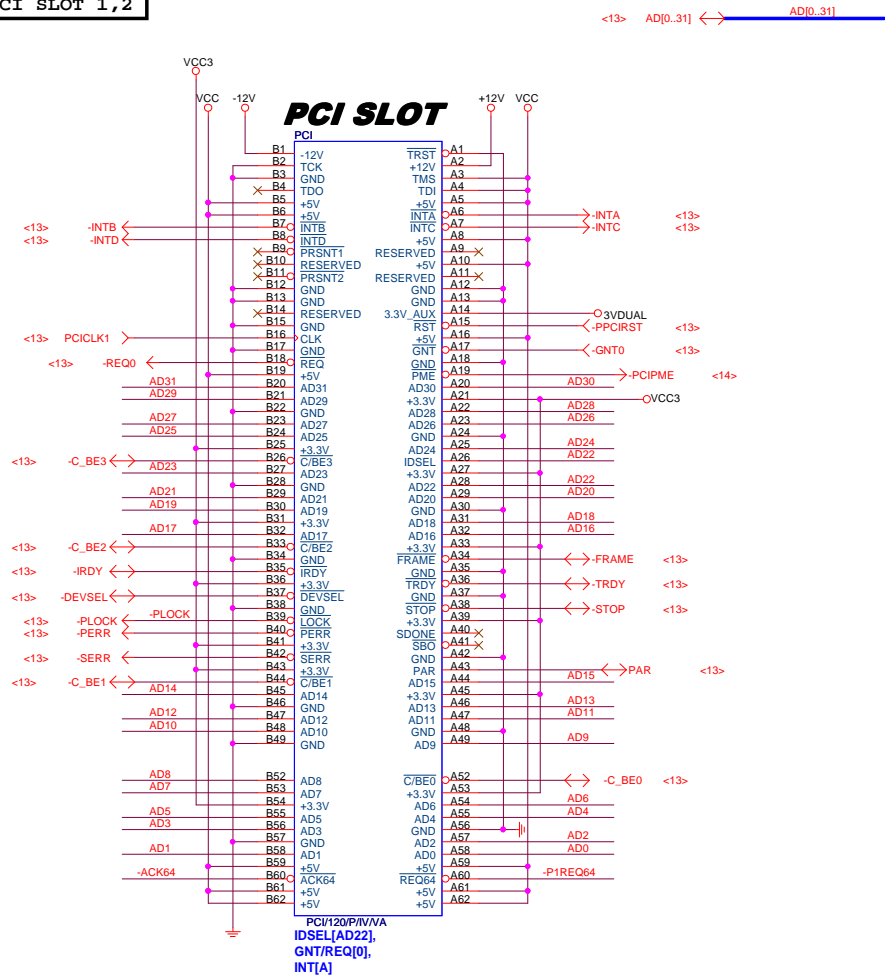 CI SLOT 1,2
<13> AD[0..31] AD[0..31]
VCC3
VCC -12V +12V VCC
PCI SLOT
PCI
B1 -12V TRST A1
B2 TCK +12V A2
B3 GND TMS A3
B4 TDO TDI A4
B5 +5V +5V A5
B6 +5V INTA A6 -INTA <13>
<13> -INTB B7 INTB INTC A7 -INTC <13>
<13> -INTD B8 INTD +5V A8
B9 PRSNT1 RESERVED A9
B10 RESERVED +5V A10
B11 PRSNT2 RESERVED A11
B12 GND GND A12
B13 GND GND A13
B14 RESERVED 3.3V_AUX A14 3VDUAL
B15 GND RST A15 -PPCIRST <13>
<13> PCICLK1 B16 CLK +5V A16
B17 GND GNT A17 -GNT0 <13>
<13> -REQ0 B18 REQ GND A18
B19 +5V PME A19 -PCIPME <14>
AD31 B20 AD31 AD30 A20 AD30
AD29 B21 AD29 +3.3V A21 VCC3
B22 GND AD28 A22 AD28
AD27 B23 AD27 AD26 A23 AD26
AD25 B24 AD25 GND A24
B25 +3.3V AD24 A25 AD24
<13> -C_BE3 B26 C/BE3 IDSEL A26 AD22
AD23 B27 AD23 +3.3V A27
B28 GND AD22 A28 AD22
AD21 B29 AD21 AD20 A29 AD20
AD19 B30 AD19 GND A30
B31 +3.3V AD18 A31 AD18
AD17 B32 AD17 AD16 A32 AD16
<13> -C_BE2 B33 C/BE2 +3.3V A33
B34 GND FRAME A34 -FRAME <13>
<13> -IRDY B35 IRDY GND A35
B36 +3.3V TRDY A36 -TRDY <13>
<13> -DEVSEL B37 DEVSEL GND A37
B38 GND STOP A38 -STOP <13>
<13> -PLOCK -PLOCK B39 LOCK +3.3V A39
<13> -PERR B40 PERR SDONE A40
B41 +3.3V SBO A41
<13> -SERR B42 SERR GND A42
B43 +3.3V PAR A43 PAR <13>
<13> -C_BE1 B44 C/BE1 AD15 A44 AD15
AD14 B45 AD14 +3.3V A45
B46 GND AD13 A46 AD13
AD12 B47 AD12 AD11 A47 AD11
AD10 B48 AD10 GND A48
B49 GND AD9 A49 AD9
AD8 B52 AD8 C/BE0 A52 -C_BE0 <13>
AD7 B53 AD7 +3.3V A53
B54 +3.3V AD6 A54 AD6
AD5 B55 AD5 AD4 A55 AD4
AD3 B56 AD3 GND A56
B57 GND AD2 A57 AD2
AD1 B58 AD1 AD0 A58 AD0
B59 +5V +5V A59
-ACK64 B60 ACK64 REQ64 A60 -P1REQ64
B61 +5V +5V A61
B62 +5V +5V A62
PCI/120/P/IV/VA
IDSEL[AD22],
GNT/REQ[0],
INT[A]